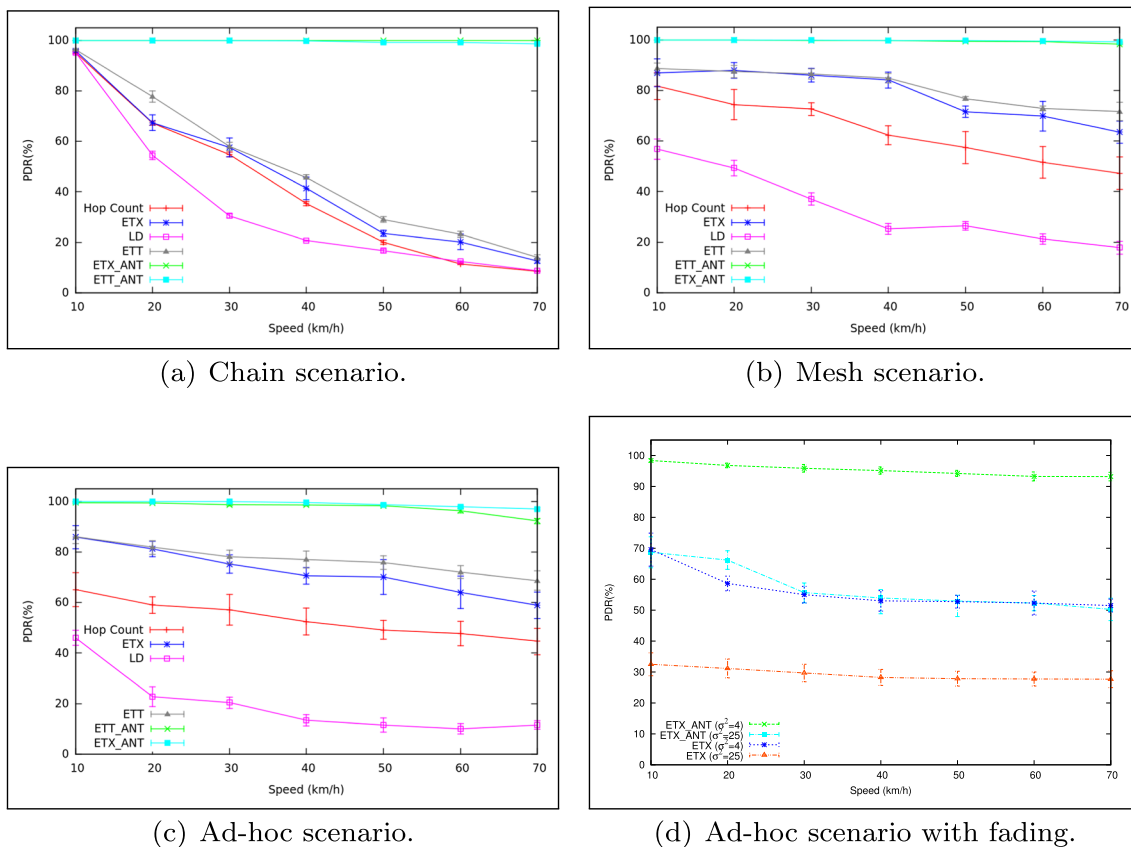 100
80
60
40
20
0
PDR(%)
Hop Count
ETX
LD
ETT
ETX_ANT
ETT_ANT
10 20 30 40 50 60 70
Speed (km/h)
(a) Chain scenario.
100
80
60
40
20
0
PDR(%)
Hop Count
ETX
LD
ETT
ETT_ANT
ETX_ANT
10 20 30 40 50 60 70
Speed (km/h)
(b) Mesh scenario.
100
80
60
40
20
0
PDR(%)
Hop Count
ETX
LD
ETT
ETT_ANT
ETX_ANT
10 20 30 40 50 60 70
Speed (km/h)
(c) Ad-hoc scenario.
100
90
80
70
60
50
40
30
20
10
0
PDR(%)
ETX_ANT (σ²=4)
ETX_ANT (σ²=25)
ETX (σ²=4)
ETX (σ²=25)
10 20 30 40 50 60 70
Speed (km/h)
(d) Ad-hoc scenario with fading.